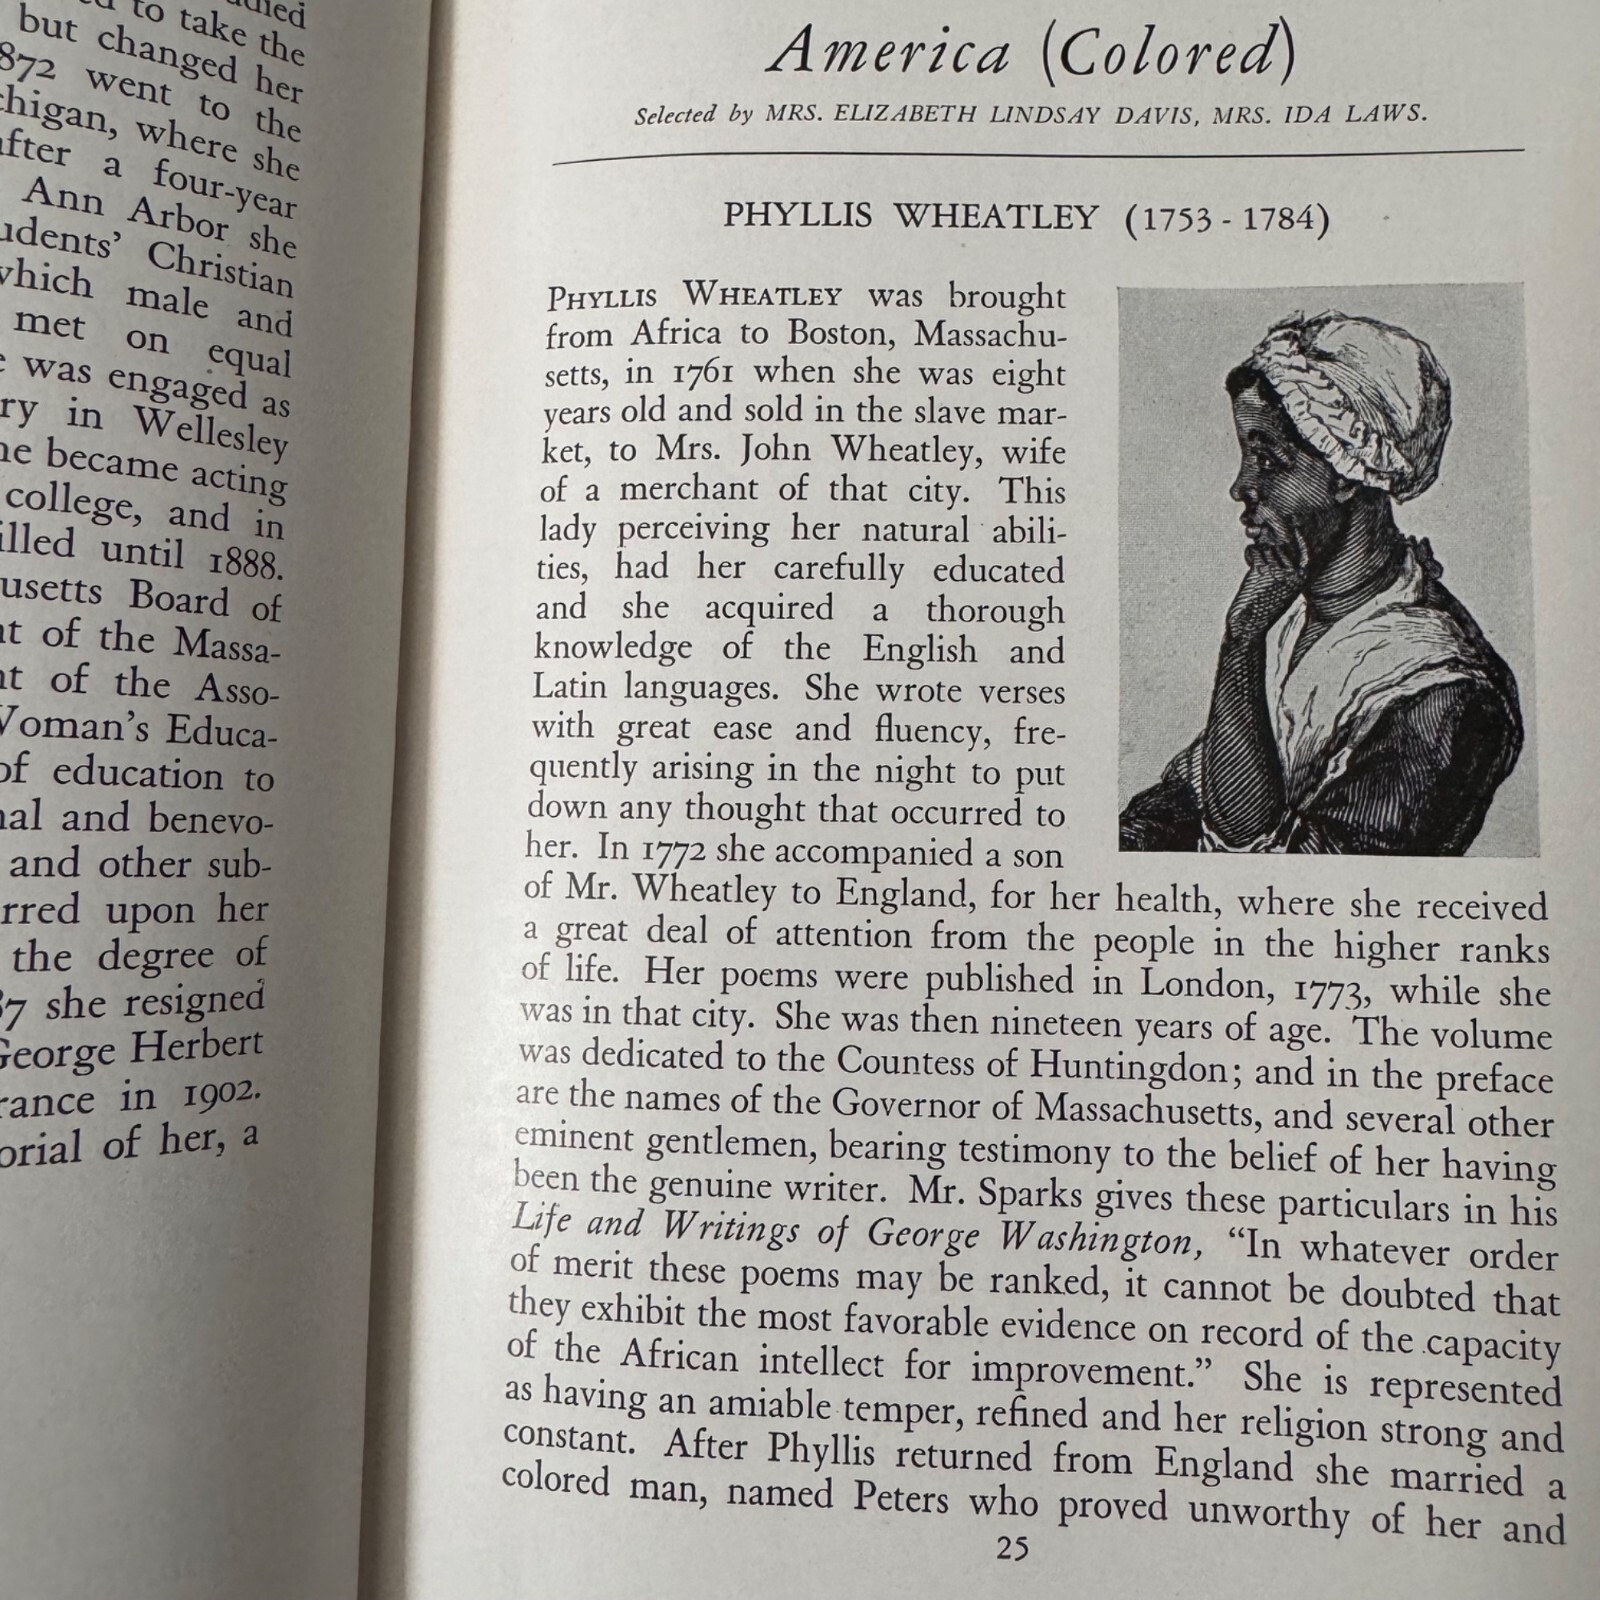 to take the
but changed her
872 went to the
chigan, where she
after a four-year
Ann Arbor she
udents' Christian
which male and
met on equal
was engaged as
ry in Wellesley
he became acting
college, and in
illed until 1888.
usetts Board of
nt of the Massa-
nt of the Asso-
Woman's Educa-
of education to
nal and benevo-
and other sub-
rred upon her
the degree of
37 she resigned
George Herbert
rance in 1902.
orial of her, a
America (Colored)
Selected by MRS. ELIZABETH LINDSAY DAVIS, MRS. IDA LAWS.
PHYLLIS WHEATLEY (1753 - 1784)
PHYLLIS WHEATLEY was brought
from Africa to Boston, Massachu-
setts, in 1761 when she was eight
years old and sold in the slave mar-
ket, to Mrs. John Wheatley, wife
of a merchant of that city. This
lady perceiving her natural abili-
ties, had her carefully educated
and she acquired a thorough
knowledge of the English and
Latin languages. She wrote verses
with great ease and fluency, fre-
quently arising in the night to put
down any thought that occurred to
her. In 1772 she accompanied a son
of Mr. Wheatley to England, for her health, where she received
a great deal of attention from the people in the higher ranks
of life. Her poems were published in London, 1773, while she
was in that city. She was then nineteen years of age. The volume
was dedicated to the Countess of Huntingdon; and in the preface
are the names of the Governor of Massachusetts, and several other
eminent gentlemen, bearing testimony to the belief of her having
been the genuine writer. Mr. Sparks gives these particulars in his
Life and Writings of George Washington, "In whatever order
of merit these poems may be ranked, it cannot be doubted that
they exhibit the most favorable evidence on record of the capacity
of the African intellect for improvement." She is represented
as having an amiable temper, refined and her religion strong and
constant. After Phyllis returned from England she married a
colored man, named Peters who proved unworthy of her and
25